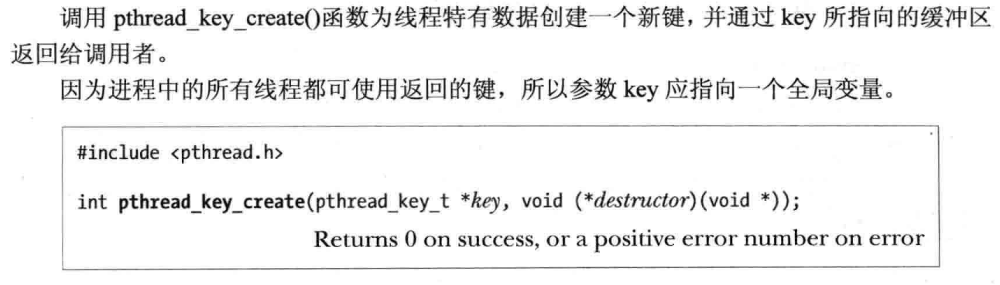 调用 pthread_key_create()函数为线程特有数据创建一个新键，并通过 key 所指向的缓冲区
返回给调用者。
因为进程中的所有线程都可使用返回的键，所以参数 key 应指向一个全局变量。
#include <pthread.h>
int pthread_key_create(pthread_key_t *key, void (*destructor)(void *));
Returns 0 on success, or a positive error number on error